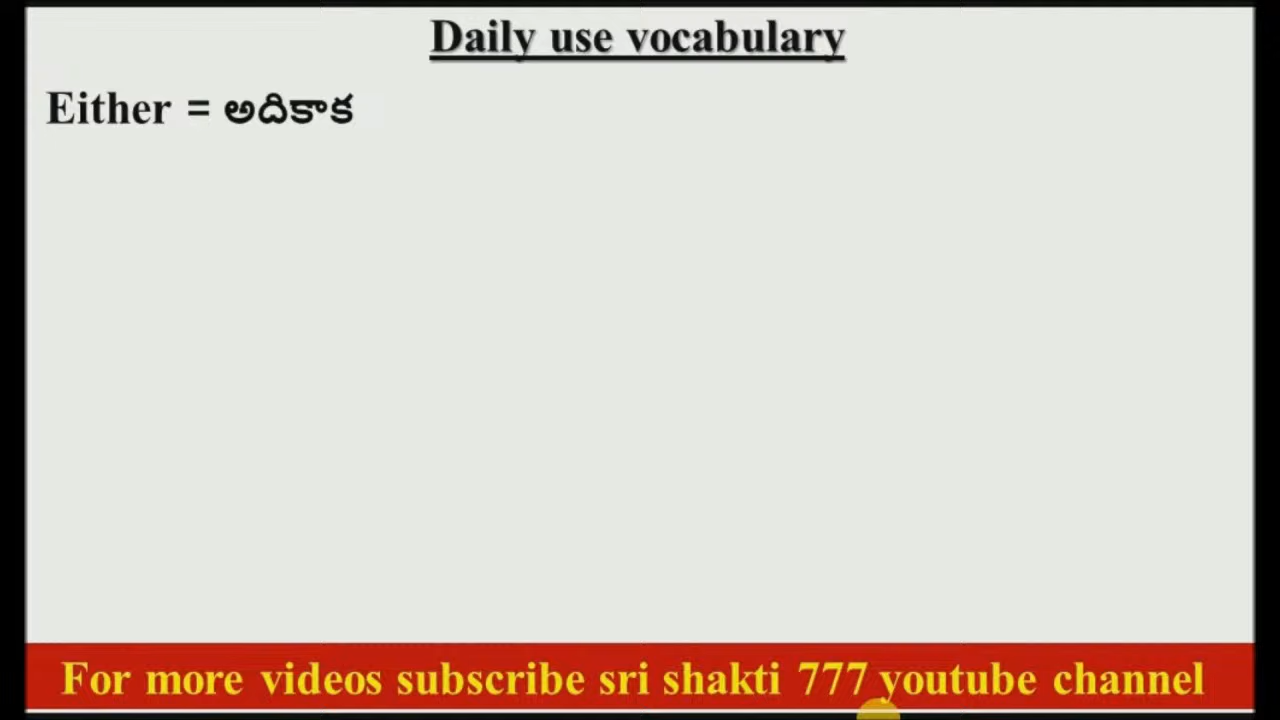 Daily use vocabulary
Either = అదికాక
For more videos subscribe sri shakti 777 youtube channel